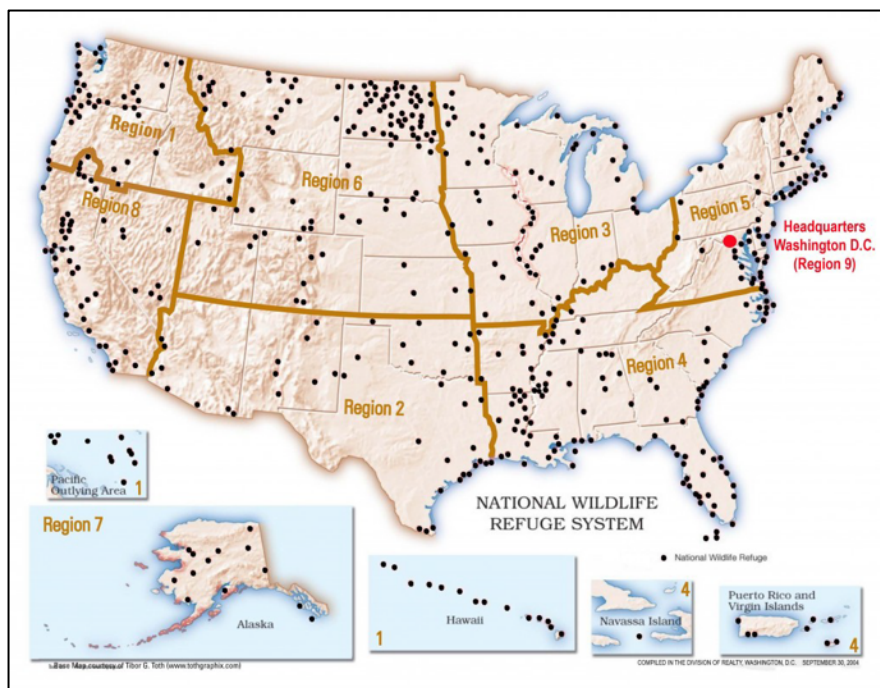 Region 1
Region 8
Region 6
Region 3
Region 5
Headquarters
Washington D.C.
(Region 9)
Region 4
Region 2
Pacific
Outlying Area
1
NATIONAL WILDLIFE
REFUGE SYSTEM
National Wildlife Refuge
Region 7
Alaska
Hawaii
1
4
Navassa Island
Puerto Rico and
Virgin Islands
4
Base Map courtesy of Tibor G. Toth (www.tothgraphix.com)
COMPILED IN THE DIVISION OF REALTY, WASHINGTON, D.C. SEPTEMBER 30, 2004